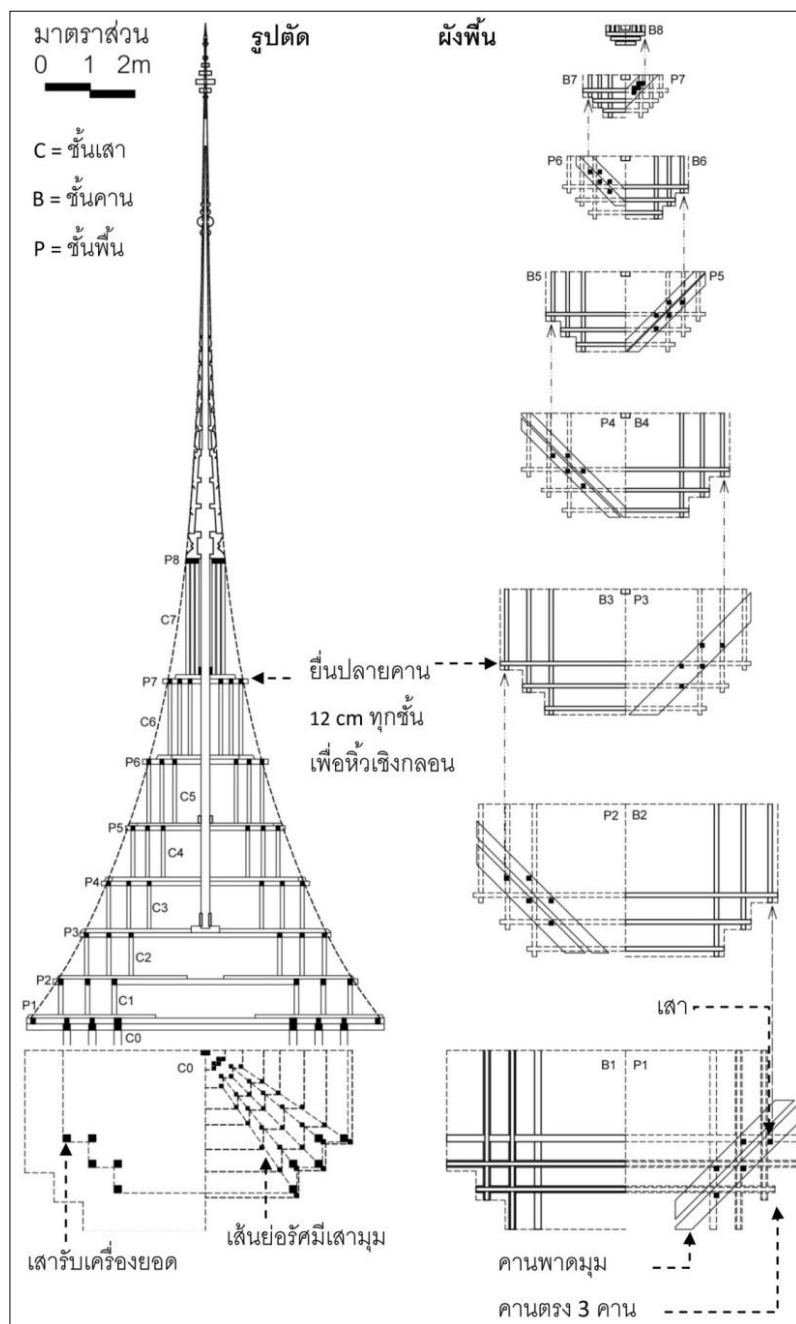 มาตราส่วน
0 1 2m
รูปตัด
ผังพื้น
C = ชั้นเสา
B = ชั้นคาน
P = ชั้นพื้น
B8
B7 P7
P6 B6
B5 P5
P4 B4
P8
C7
B3 P3
P7
ยื่นปลายคาน
12 cm ทุกชั้น
เพื่อหิ้วเชิงกลอน
C6
P6
C5
P5
C4
P4
C3
P3
C2
P2
C1
P1
C0
P2 B2
เสา
C0
B1 P1
เสารับเครื่องยอด
เส้นย่อรัศมีเสามุม
คานพาดมุม
คานตรง 3 คาน